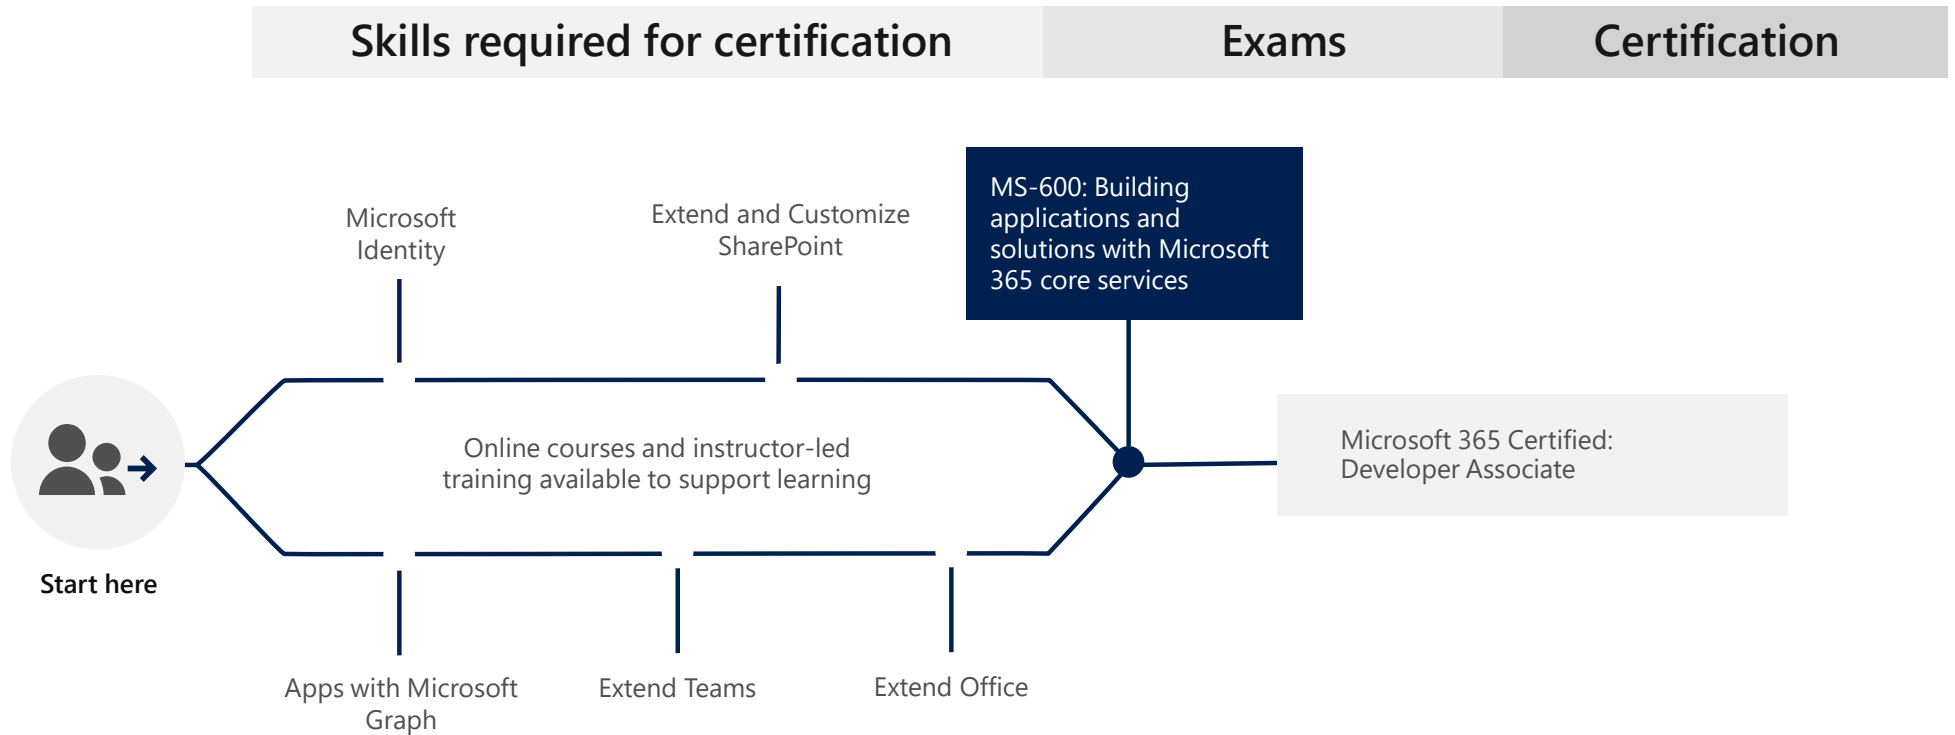 Skills required for certification
Exams
Certification
MS-600: Building
applications and
solutions with Microsoft
365 core services
Microsoft
Identity
Extend and Customize
SharePoint
Online courses and instructor-led
training available to support learning
Microsoft 365 Certified:
Developer Associate
Start here
Apps with Microsoft
Graph
Extend Teams
Extend Office